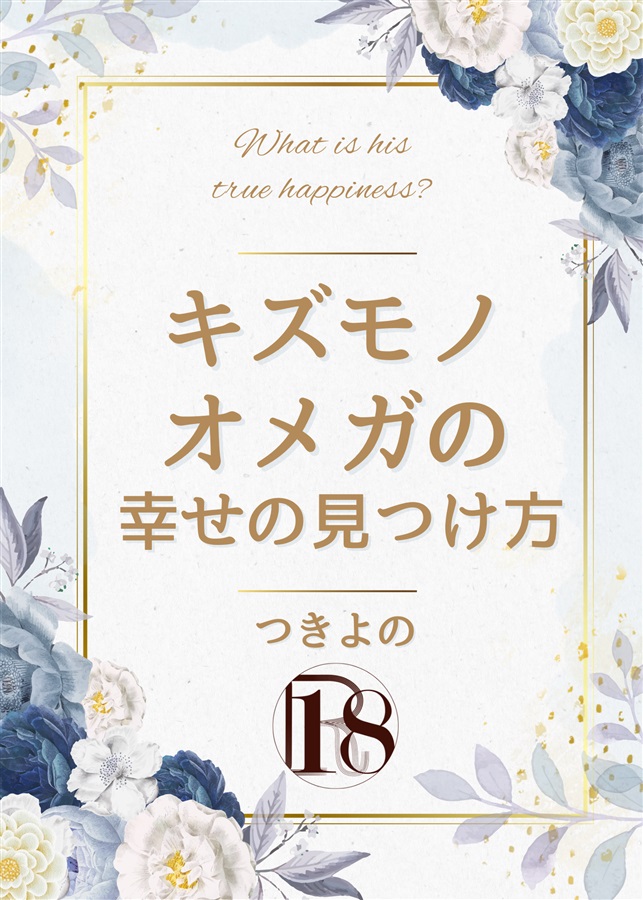 What is his
true happiness?
キズモノ
オメガの
幸せの見つけ方
つきよの
R18